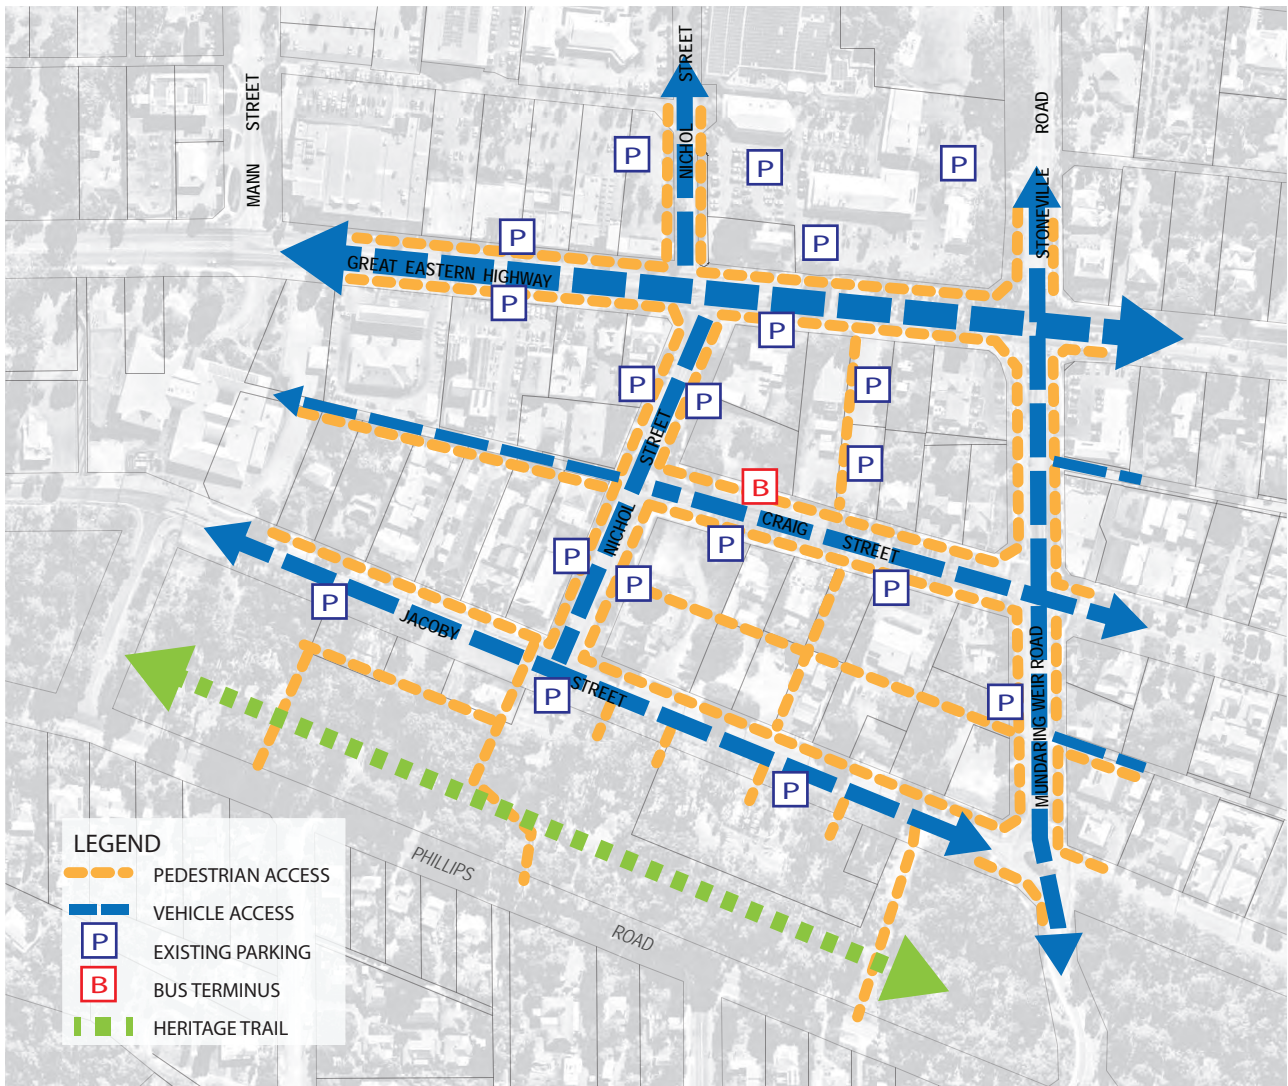 STREET
NICHOL
MANN STREET
STONEVILLE ROAD
P
P
P
P
P
GREAT EASTERN HIGHWAY
P
P
P
P
P
STREET
P
B
NICHOL
CRAIG STREET
P
P
P
P
P
JACOBY STREET
MUNDARING WEIR ROAD
P
P
P
PHILLIPS ROAD
LEGEND
PEDESTRIAN ACCESS
VEHICLE ACCESS
P EXISTING PARKING
B BUS TERMINUS
HERITAGE TRAIL